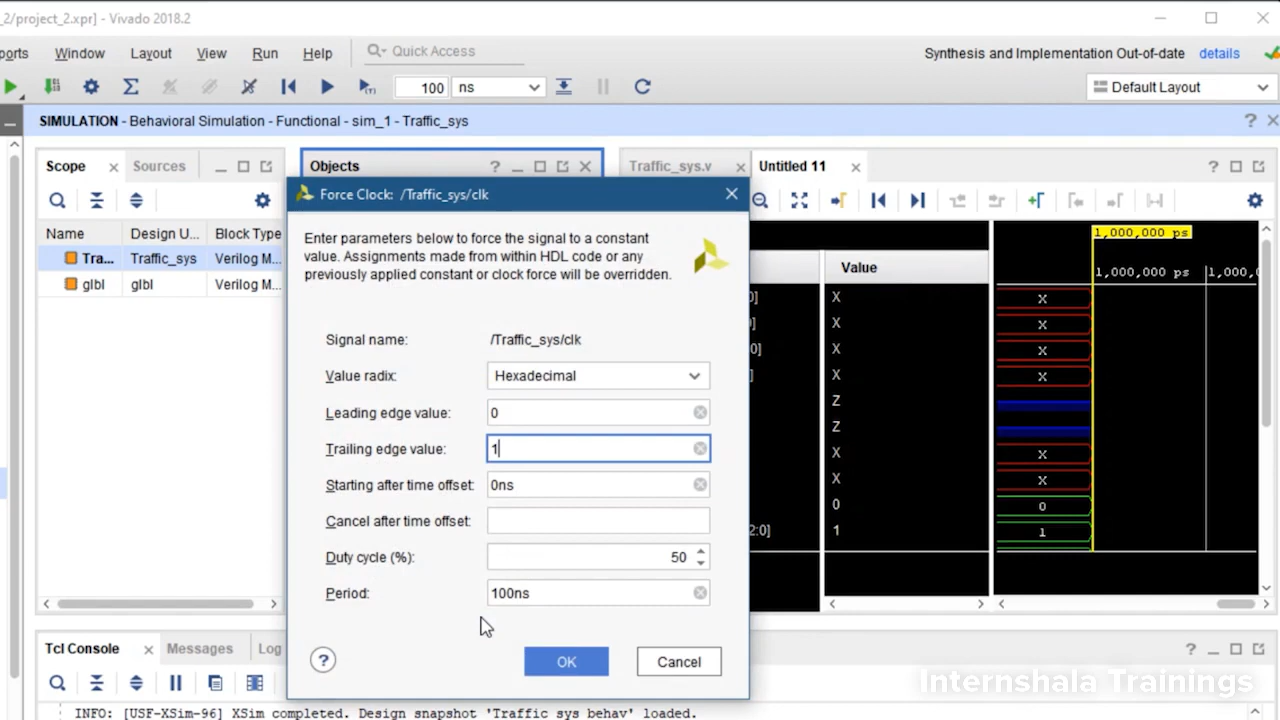 _2/project_2.xpr] - Vivado 2018.2
ports Window Layout View Run Help Quick Access
Synthesis and Implementation Out-of-date details
100 ns
Default Layout
SIMULATION - Behavioral Simulation - Functional - sim_1 - Traffic_sys
Scope Sources
Objects
Traffic_sys.v Untitled 11
Name Design U... Block Type
Tra... Traffic_sys Verilog M...
glbl glbl Verilog M...
Force Clock: /Traffic_sys/clk
Enter parameters below to force the signal to a constant
value. Assignments made from within HDL code or any
previously applied constant or clock force will be overridden.
Signal name: /Traffic_sys/clk
Value radix: Hexadecimal
Leading edge value: 0
Trailing edge value: 1
Starting after time offset: 0ns
Cancel after time offset:
Duty cycle (%): 50
Period: 100ns
? OK Cancel
Value
0] X
] X
0] X
] X
Z
Z
X
X
0
2:0] 1
1,000,000 ps
1,000,000 ps 1,000,0
X
X
X
X
X
X
0
1
Tcl Console Messages Log
INFO: [USF-XSim-96] XSim completed. Design snapshot 'Traffic_sys_behav' loaded.
Internshala Trainings